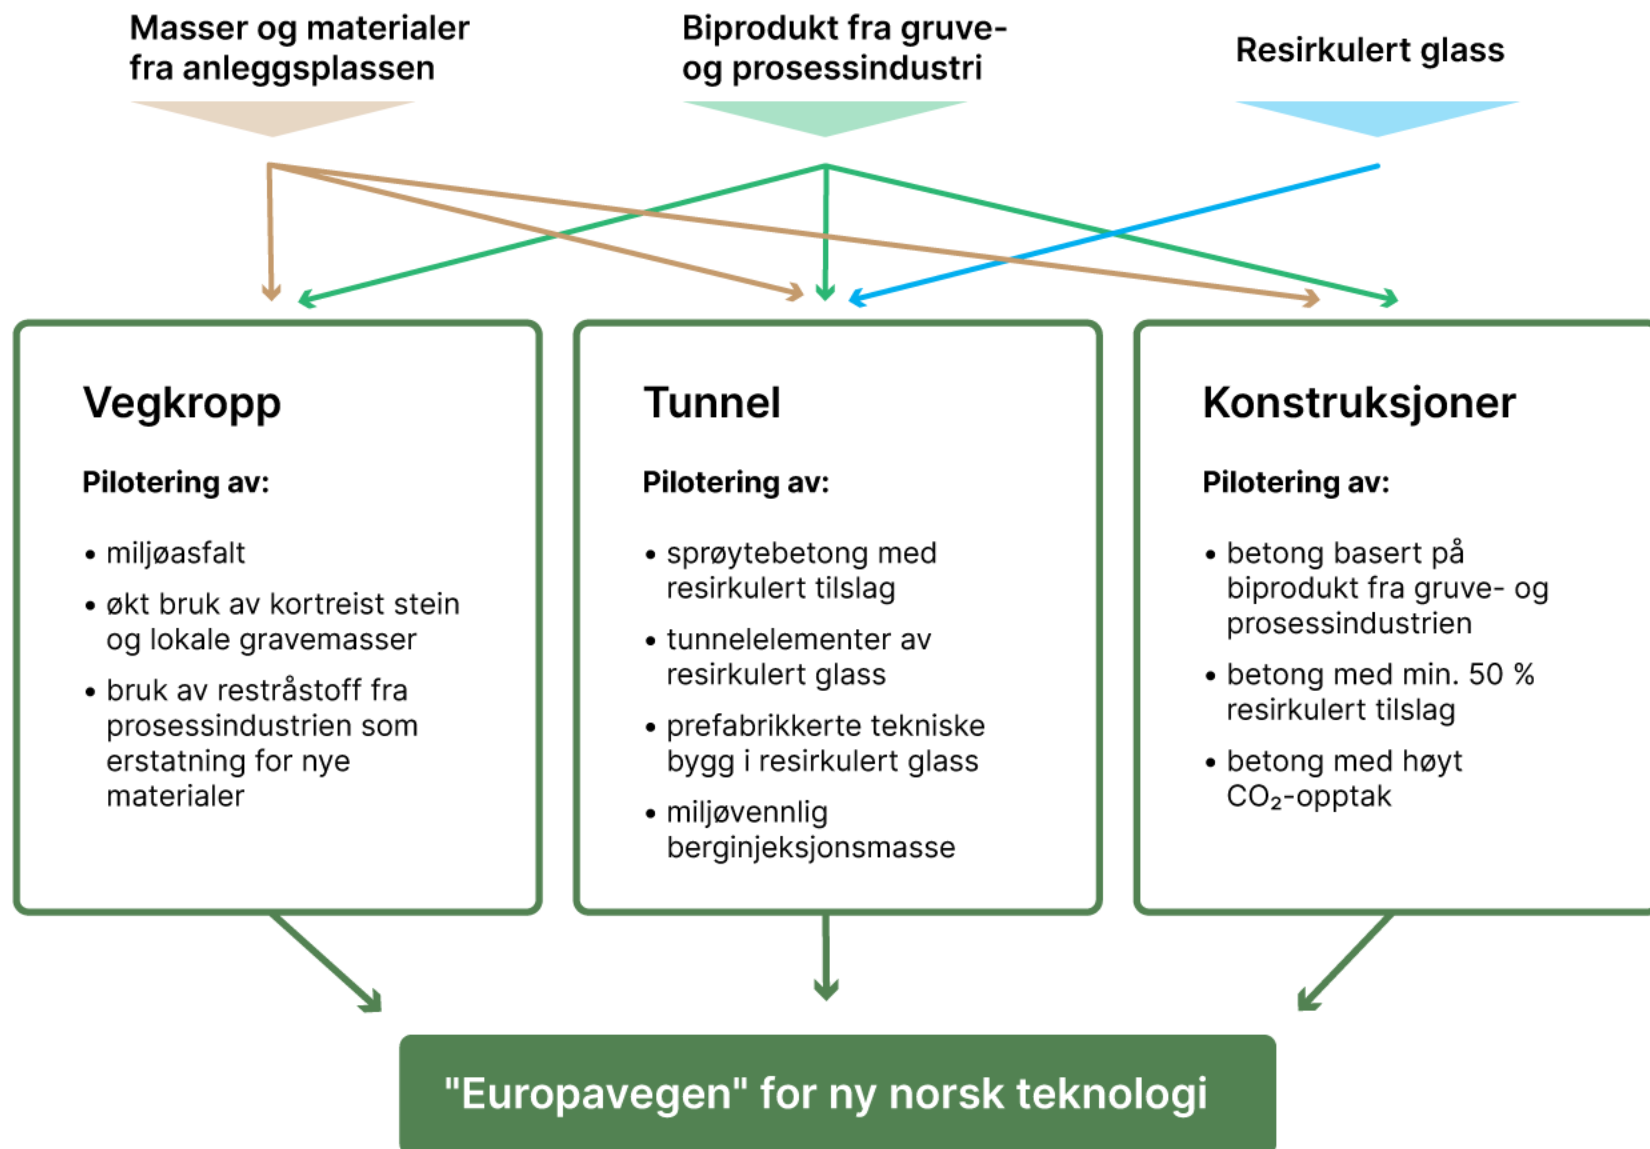 Masser og materialer
fra anleggsplassen
Biprodukt fra gruve-
og prosessindustri
Resirkulert glass
Vegkropp
Pilotering av:
• miljøasfalt
• økt bruk av kortreist stein
og lokale gravemasser
• bruk av restråstoff fra
prosessindustrien som
erstatning for nye
materialer
Tunnel
Pilotering av:
• sprøytebetong med
resirkulert tilslag
• tunnelelementer av
resirkulert glass
• prefabrikkerte tekniske
bygg i resirkulert glass
• miljøvennlig
berginjeksjonsmasse
Konstruksjoner
Pilotering av:
• betong basert på
biprodukt fra gruve- og
prosessindustrien
• betong med min. 50 %
resirkulert tilslag
• betong med høyt
CO₂-opptak
"Europavegen" for ny norsk teknologi